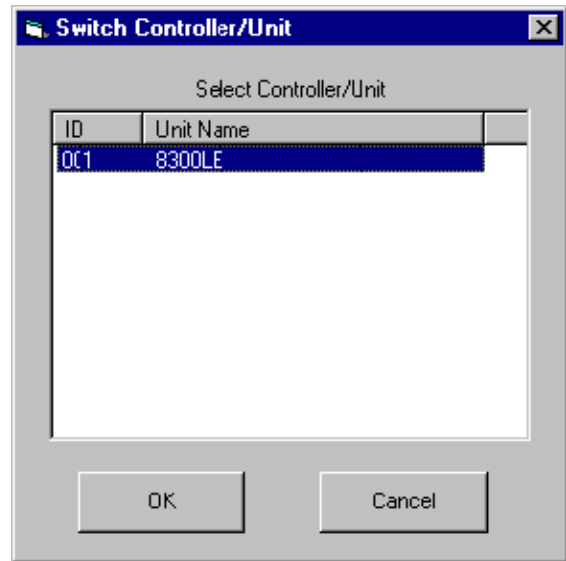 Switch Controller/Unit
Select Controller/Unit
ID Unit Name
001 8300LE
OK Cancel